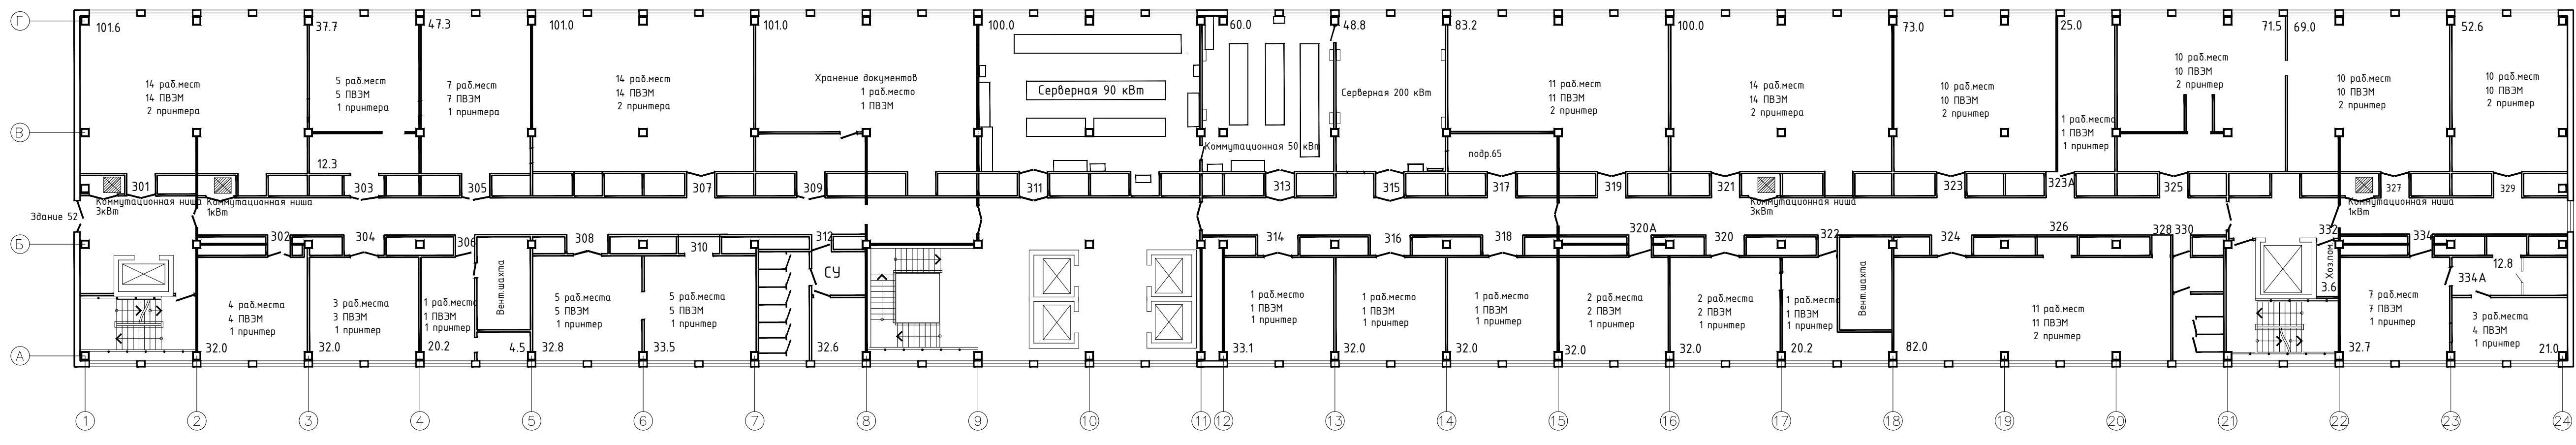 Г
101.6
37.7
47.3
101.0
101.0
100.0
60.0
48.8
83.2
100.0
73.0
25.0
71.5
69.0
52.6
14 раб.мест
14 ПВЭМ
2 принтера
5 раб.мест
5 ПВЭМ
1 принтера
7 раб.места
7 ПВЭМ
1 принтера
14 раб.мест
14 ПВЭМ
2 принтера
Хранение документов
1 раб.место
1 ПВЭМ
Серверная 90 кВт
Серверная 200 кВт
11 раб.мест
11 ПВЭМ
2 принтер
14 раб.мест
14 ПВЭМ
2 принтер
10 раб.мест
10 ПВЭМ
2 принтер
1 раб.места
1 ПВЭМ
1 принтер
10 раб.мест
10 ПВЭМ
2 принтер
10 раб.мест
10 ПВЭМ
2 принтер
10 раб.мест
10 ПВЭМ
2 принтер
В
12.3
Коммутационная 50 кВт
подр.65
301
303
305
307
309
311
313
315
317
319
321
323
323А
325
327
329
Здание 52
Коммутационная ниша
3кВт
Коммутационная ниша
1кВт
Коммутационная ниша
3кВт
Коммутационная ниша
1кВт
Б
302
304
306
308
310
312
314
316
318
320А
320
322
324
326
328
330
332
334
4 раб.места
4 ПВЭМ
1 принтер
32.0
3 раб.места
3 ПВЭМ
1 принтер
32.0
1 раб.место
1 ПВЭМ
1 принтер
20.2
Вент.шахта
4.5
5 раб.места
5 ПВЭМ
1 принтер
32.8
5 раб.места
5 ПВЭМ
1 принтер
33.5
СУ
32.6
1 раб.место
1 ПВЭМ
1 принтер
33.1
1 раб.место
1 ПВЭМ
1 принтер
32.0
1 раб.место
1 ПВЭМ
1 принтер
32.0
2 раб.места
2 ПВЭМ
1 принтер
32.0
2 раб.места
2 ПВЭМ
1 принтер
32.0
1 раб.место
1 ПВЭМ
1 принтер
20.2
Вент.шахта
11 раб.мест
11 ПВЭМ
2 принтер
82.0
Хоз.пом
3.6
7 раб.мест
7 ПВЭМ
1 принтер
32.7
334А
12.8
3 раб.места
4 ПВЭМ
1 принтер
21.0
А
1
2
3
4
5
6
7
8
9
10
11
12
13
14
15
16
17
18
19
20
21
22
23
24